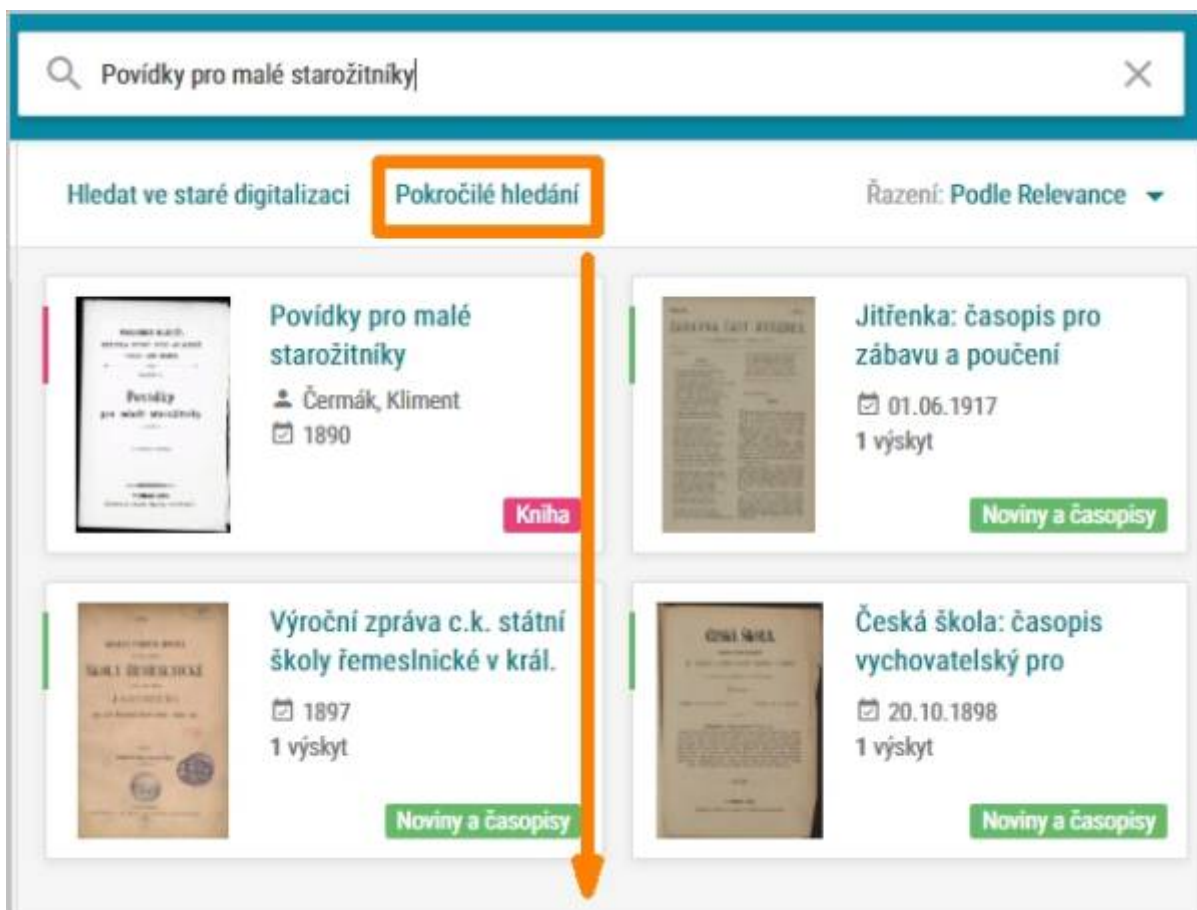 Povídky pro malé starožitníky
Hledat ve staré digitalizaci
Pokročilé hledání
Řazení: Podle Relevance
Povídky pro malé
starožitníky
Čermák, Kliment
1890
Kniha
Jitřenka: časopis pro
zábavu a poučení
01.06.1917
1 výskyt
Noviny a časopisy
Výroční zpráva c.k. státní
školy řemeslnické v král.
1897
1 výskyt
Noviny a časopisy
Česká škola: časopis
vychovatelský pro
20.10.1898
1 výskyt
Noviny a časopisy